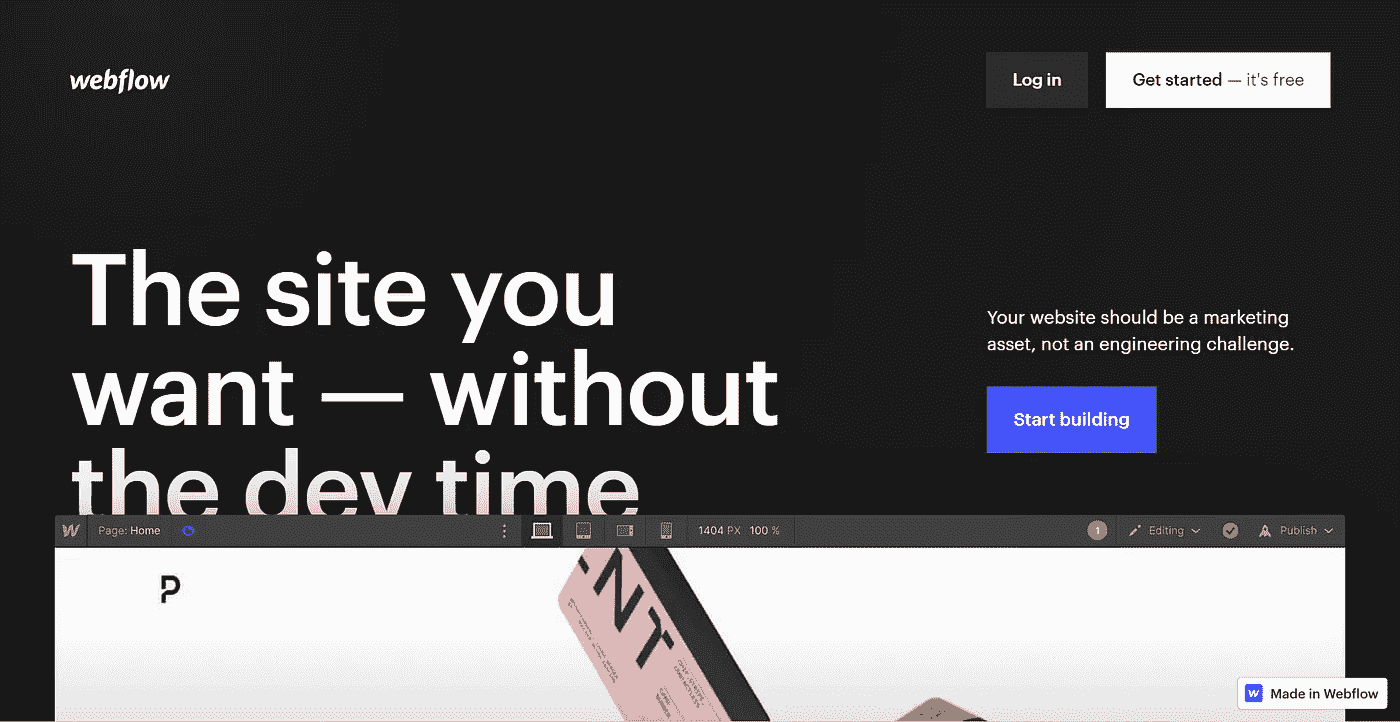 webflow
Log in
Get started — it's free
The site you
want — without
the dev time
Your website should be a marketing
asset, not an engineering challenge.
Start building
W
Page: Home
1404 PX 100 %
1
Editing
Publish
P
ENT
Made in Webflow